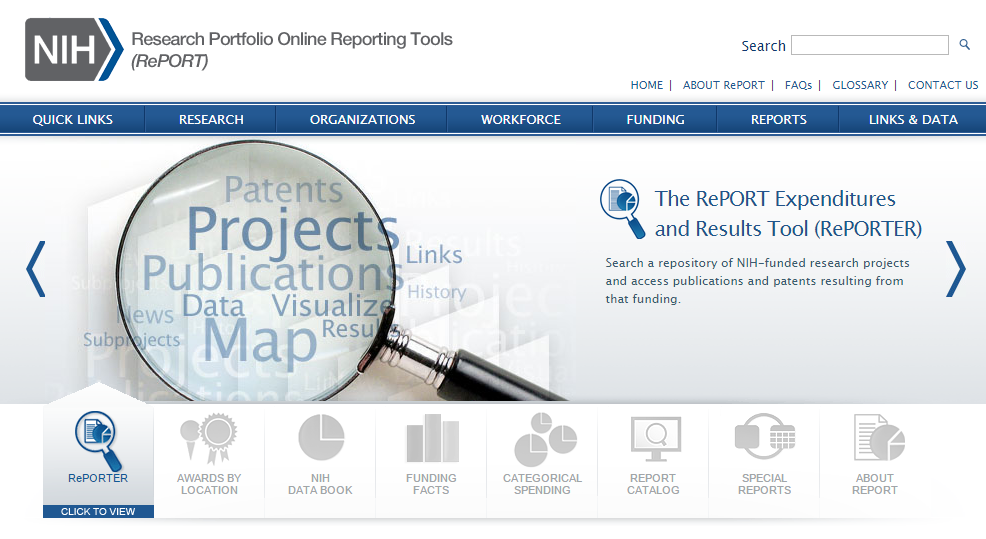 NIH
Research Portfolio Online Reporting Tools
(RePORT)
Search
HOME | ABOUT RePORT | FAQs | GLOSSARY | CONTACT US
QUICK LINKS RESEARCH ORGANIZATIONS WORKFORCE FUNDING REPORTS LINKS & DATA
Patents
Projects
Publications
Links
Data Visualize
History
News
Results
Subprojects
Map
The RePORT Expenditures
and Results Tool (RePORTER)
Search a repository of NIH-funded research projects
and access publications and patents resulting from
that funding.
RePORTER
CLICK TO VIEW
AWARDS BY
LOCATION
NIH
DATA BOOK
FUNDING
FACTS
CATEGORICAL
SPENDING
REPORT
CATALOG
SPECIAL
REPORTS
ABOUT
REPORT